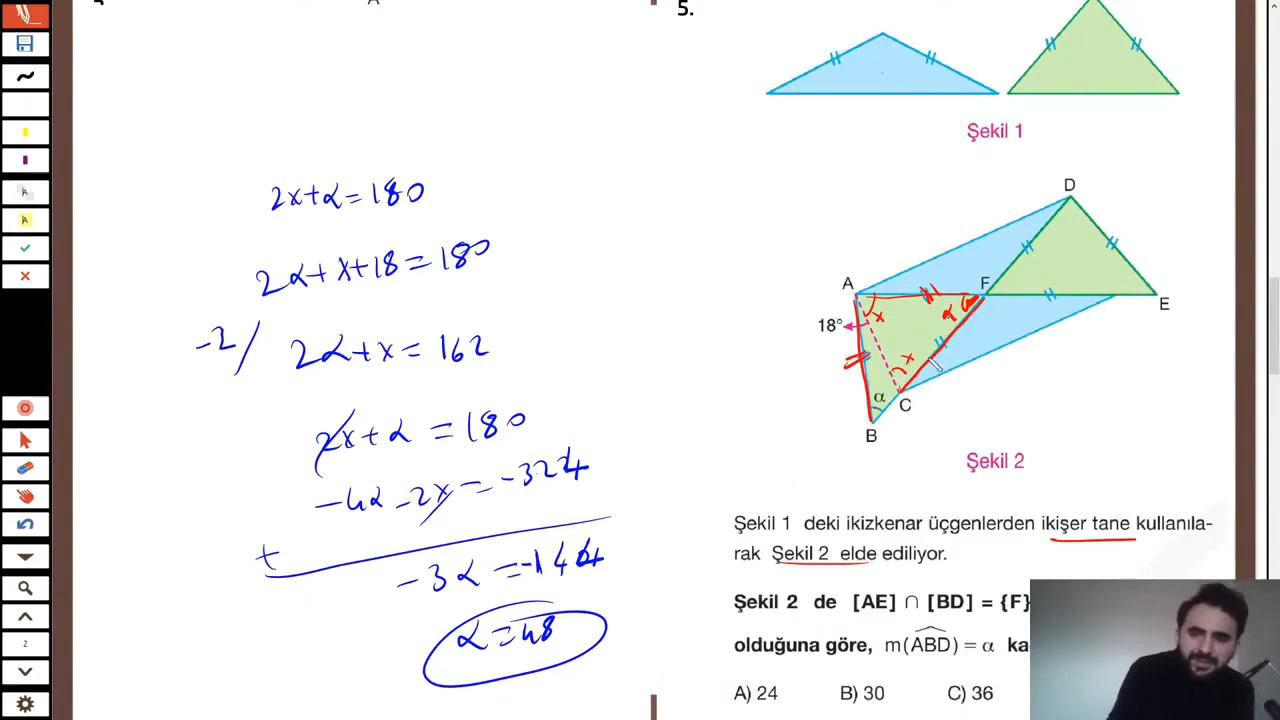 2x+α=180
2α+x+18=180
-2/ 2α+x=162
2x+α=180
-4α-2x=-324
+
-3α=-144
α=48
5.
Şekil 1
D
A
F
E
18°
x
α
x
α
C
B
Şekil 2
Şekil 1 deki ikizkenar üçgenlerden ikişer tane kullanıla-
rak Şekil 2 elde ediliyor.
Şekil 2 de [AE] ∩ [BD] = {F}
olduğuna göre, m(ABD) = α
A) 24 B) 30 C) 36
2